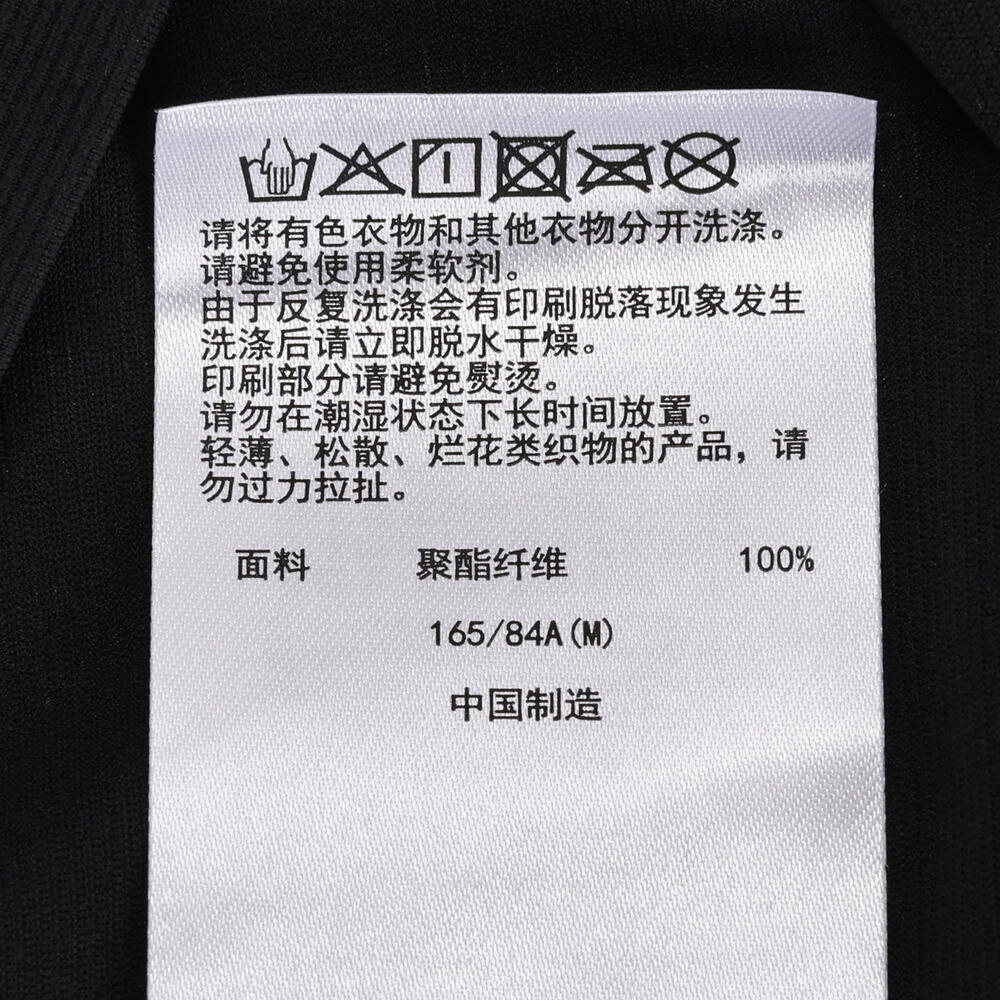 请将有色衣物和其他衣物分开洗涤。
请避免使用柔软剂。
由于反复洗涤会有印刷脱落现象发生
洗涤后请立即脱水干燥。
印刷部分请避免熨烫。
请勿在潮湿状态下长时间放置。
轻薄、松散、烂花类织物的产品，请
勿过力拉扯。
面料 聚酯纤维 100%
165/84A(M)
中国制造